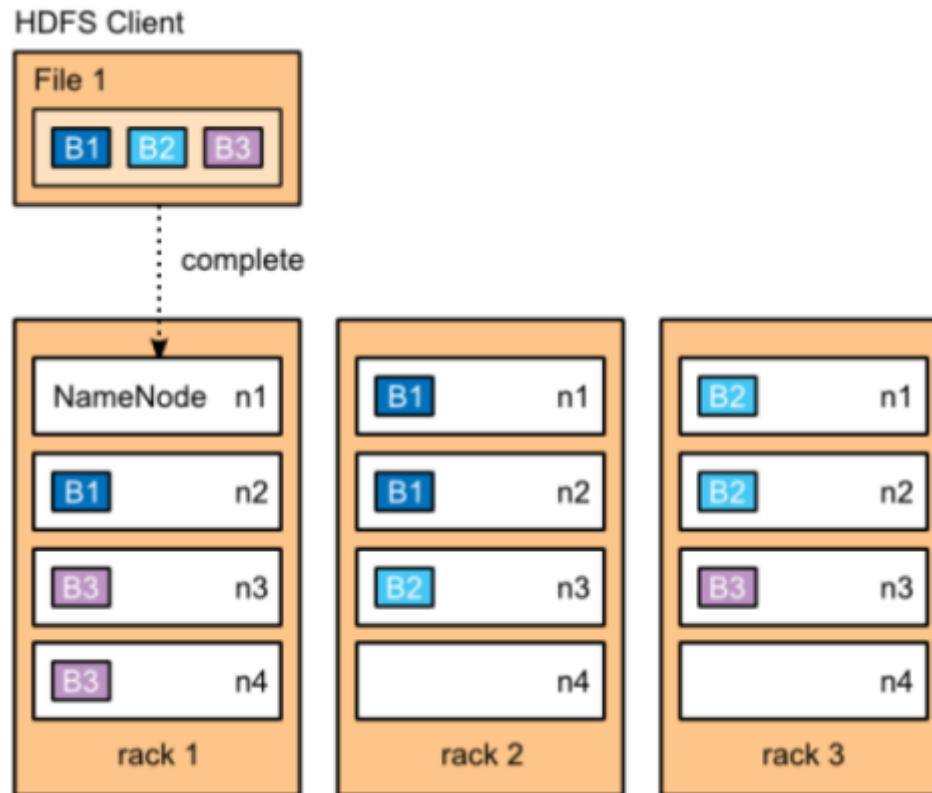 HDFS Client
File 1
B1 B2 B3
complete
NameNode n1
B1 n2
B3 n3
B3 n4
rack 1
B1 n1
B1 n2
B2 n3
n4
rack 2
B2 n1
B2 n2
B3 n3
n4
rack 3